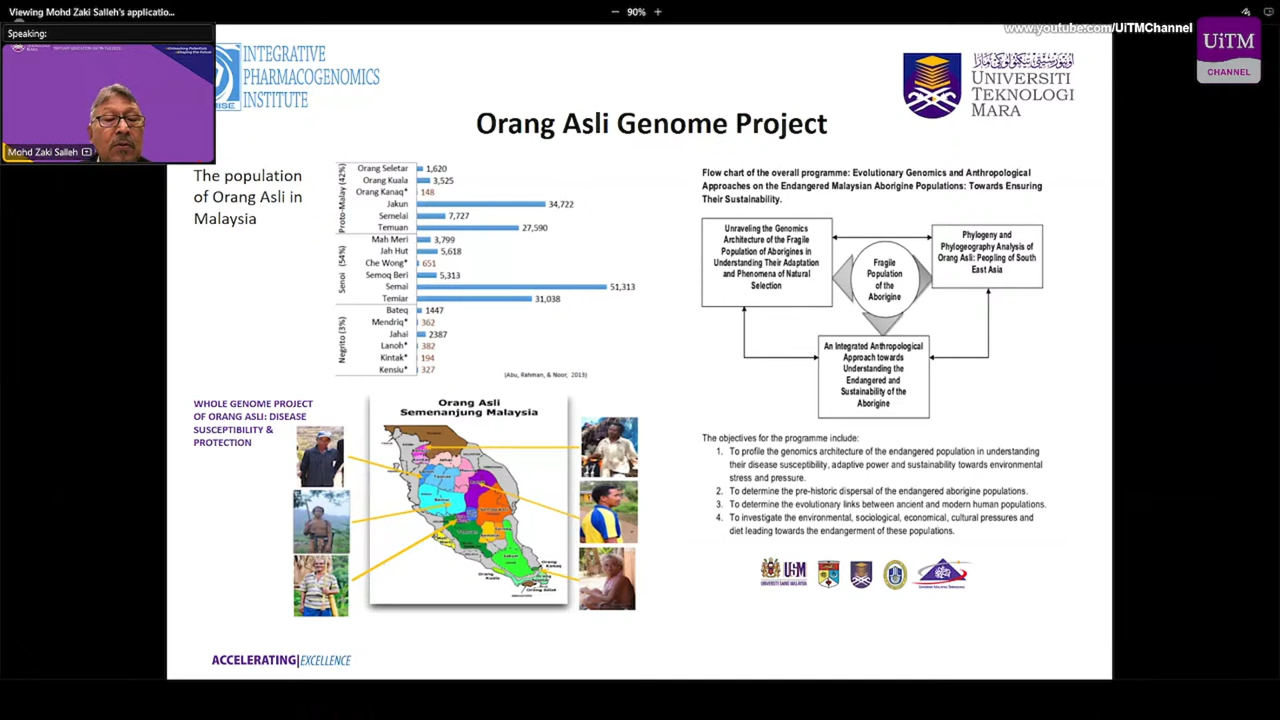 Viewing Mohd Zaki Salleh's applicatio...
90%
Speaking:
Mohd Zaki Salleh
www.youtube.com/UiTMChannel
UiTM
CHANNEL
INTEGRATIVE
PHARMACOGENOMICS
INSTITUTE
UNIVERSITI
TEKNOLOGI
MARA
Orang Asli Genome Project
The population
of Orang Asli in
Malaysia
Proto-Malay (42%)
Orang Seletar 1,620
Orang Kuala 3,525
Orang Kanaq* 148
Jakun 34,722
Semelai 7,727
Temuan 27,590
Senoi (54%)
Mah Meri 3,799
Jah Hut 5,618
Che Wong* 651
Semoq Beri 5,313
Semai 51,313
Temiar 31,038
Negrito (3%)
Bateq 1447
Mendriq* 362
Jahai 2387
Lanoh* 382
Kintak* 194
Kensiu* 327
(Abu, Rahman, & Noor, 2013)
WHOLE GENOME PROJECT
OF ORANG ASLI: DISEASE
SUSCEPTIBILITY &
PROTECTION
Orang Asli
Semenanjung Malaysia
Orang
Kuala
Orang
Kanaq
Flow chart of the overall programme: Evolutionary Genomics and Anthropological
Approaches on the Endangered Malaysian Aborigine Populations: Towards Ensuring
Their Sustainability.
Unraveling the Genomics
Architecture of the Fragile
Population of Aborigines in
Understanding Their Adaptation
and Phenomena of Natural
Selection
Fragile
Population
of the
Aborigine
Phylogeny and
Phylogeography Analysis of
Orang Asli: Peopling of South
East Asia
An Integrated Anthropological
Approach towards
Understanding the
Endangered and
Sustainability of the
Aborigine
The objectives for the programme include:
1. To profile the genomics architecture of the endangered population in understanding
their disease susceptibility, adaptive power and sustainability towards environmental
stress and pressure.
2. To determine the pre-historic dispersal of the endangered aborigine populations.
3. To determine the evolutionary links between ancient and modern human populations.
4. To investigate the environmental, sociological, economical, cultural pressures and
diet leading towards the endangerment of these populations.
USM
UNIVERSITI SAINS MALAYSIA
ACCELERATING|EXCELLENCE